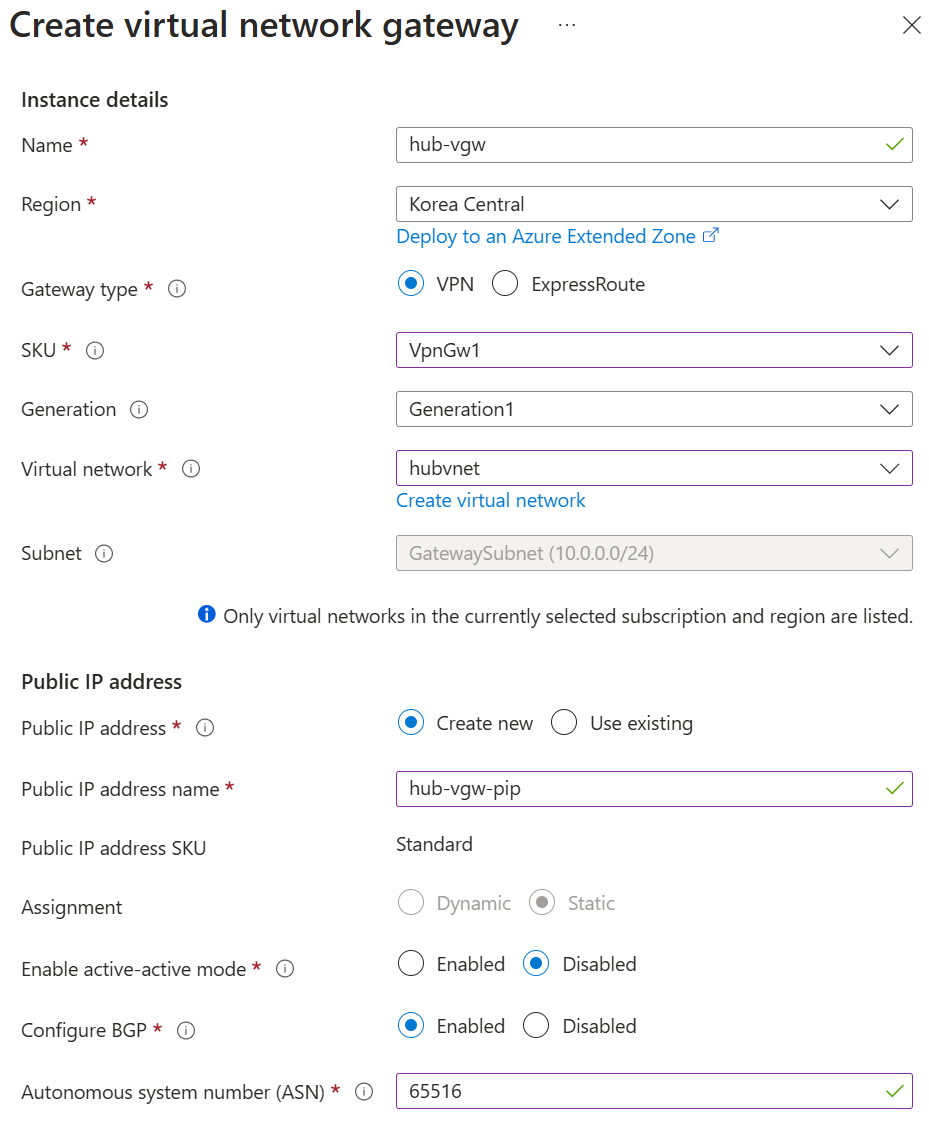 Create virtual network gateway ...
Instance details
Name * hub-vgw
Region * Korea Central
Deploy to an Azure Extended Zone
Gateway type * VPN ExpressRoute
SKU * VpnGw1
Generation Generation1
Virtual network * hubvnet
Create virtual network
Subnet GatewaySubnet (10.0.0.0/24)
Only virtual networks in the currently selected subscription and region are listed.
Public IP address
Public IP address * Create new Use existing
Public IP address name * hub-vgw-pip
Public IP address SKU Standard
Assignment Dynamic Static
Enable active-active mode * Enabled Disabled
Configure BGP * Enabled Disabled
Autonomous system number (ASN) * 65516